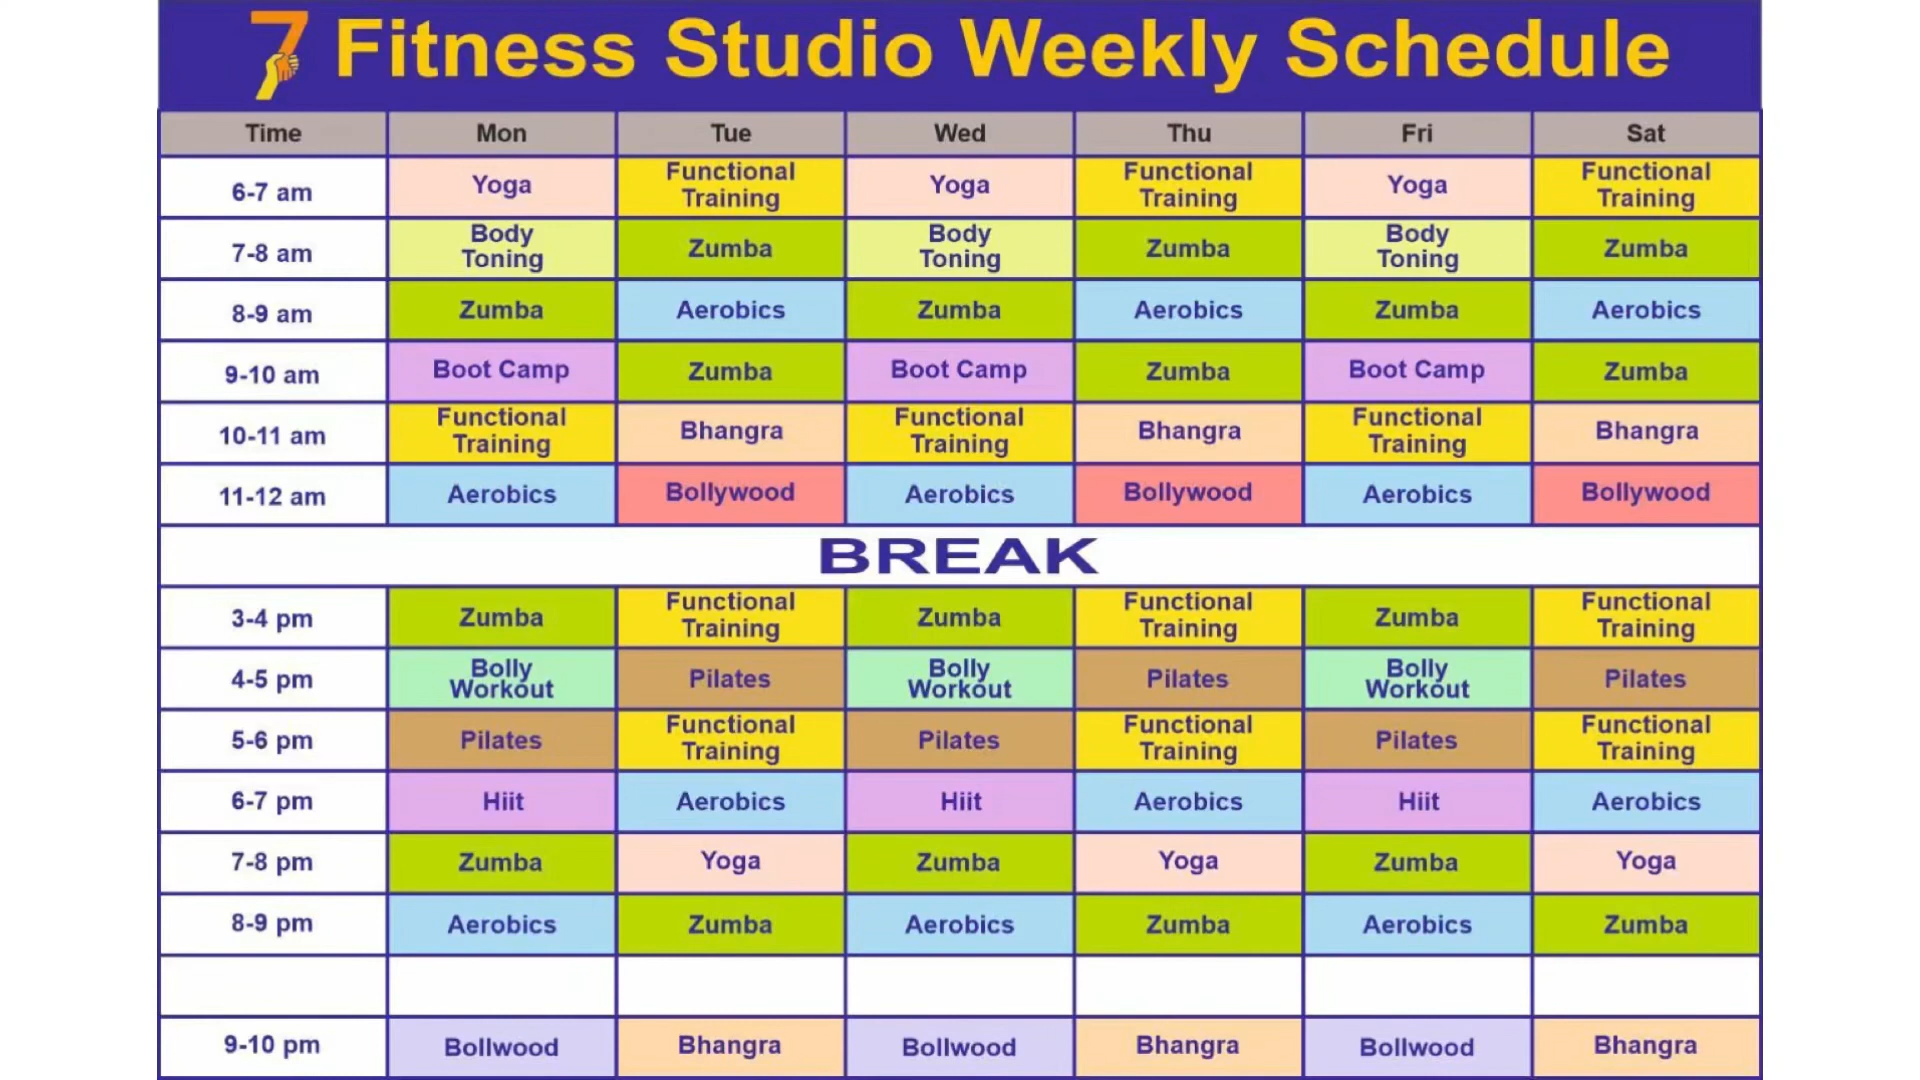 7 Fitness Studio Weekly Schedule
Time Mon Tue Wed Thu Fri Sat
6-7 am Yoga Functional Training Yoga Functional Training Yoga Functional Training
7-8 am Body Toning Zumba Body Toning Zumba Body Toning Zumba
8-9 am Zumba Aerobics Zumba Aerobics Zumba Aerobics
9-10 am Boot Camp Zumba Boot Camp Zumba Boot Camp Zumba
10-11 am Functional Training Bhangra Functional Training Bhangra Functional Training Bhangra
11-12 am Aerobics Bollywood Aerobics Bollywood Aerobics Bollywood
BREAK
3-4 pm Zumba Functional Training Zumba Functional Training Zumba Functional Training
4-5 pm Bolly Workout Pilates Bolly Workout Pilates Bolly Workout Pilates
5-6 pm Pilates Functional Training Pilates Functional Training Pilates Functional Training
6-7 pm Hiit Aerobics Hiit Aerobics Hiit Aerobics
7-8 pm Zumba Yoga Zumba Yoga Zumba Yoga
8-9 pm Aerobics Zumba Aerobics Zumba Aerobics Zumba
9-10 pm Bollwood Bhangra Bollwood Bhangra Bollwood Bhangra